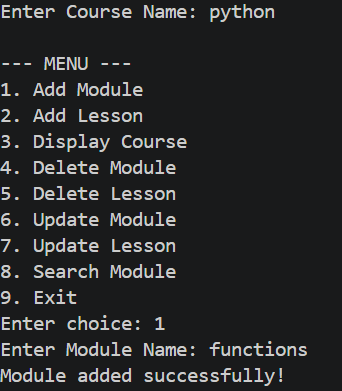 Enter Course Name: python
--- MENU ---
1. Add Module
2. Add Lesson
3. Display Course
4. Delete Module
5. Delete Lesson
6. Update Module
7. Update Lesson
8. Search Module
9. Exit
Enter choice: 1
Enter Module Name: functions
Module added successfully!